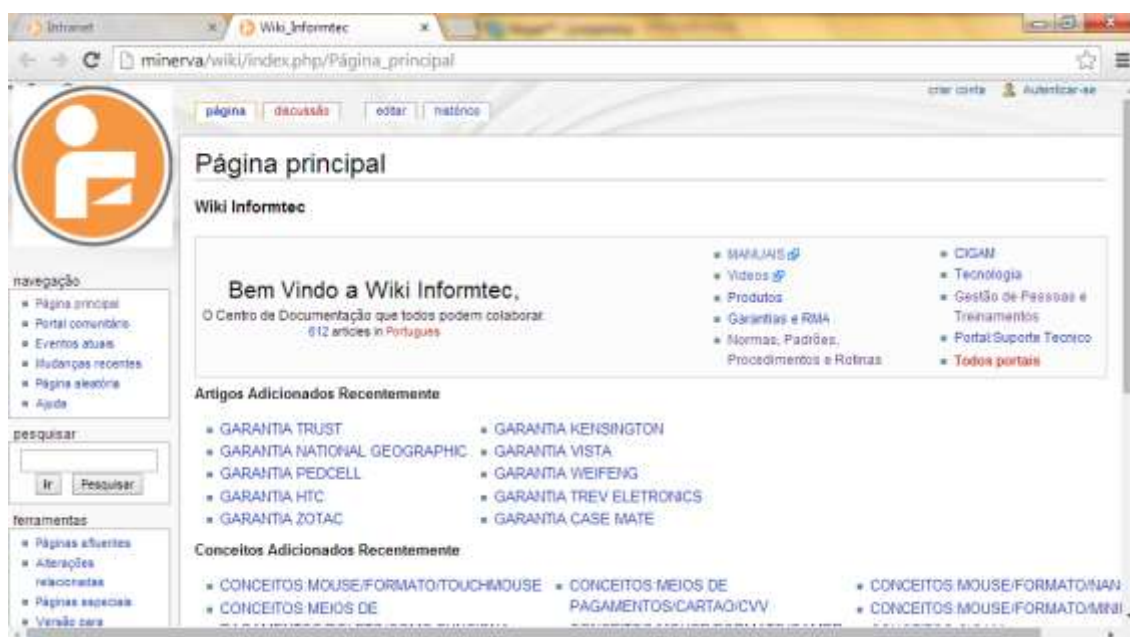 Intranet
Wiki_Informtec
minerva/wiki/index.php/Página_principal
criar conta
Autenticar-se
página
discussão
editar
histórico
Página principal
Wiki Informtec
Bem Vindo a Wiki Informtec,
O Centro de Documentação que todos podem colaborar.
612 articles in Portugues
MANUAIS
Videos
Produtos
Garantias e RMA
Normas, Padrões,
Procedimentos e Rotinas
CIGAM
Tecnologia
Gestão de Pessoas e
Treinamentos
Portal:Suporte Tecnico
Todos portais
navegação
Página principal
Portal comunitário
Eventos atuais
Mudanças recentes
Página aleatória
Ajuda
pesquisar
Ir
Pesquisar
ferramentas
Páginas afluentes
Alterações
relacionadas
Páginas especiais
Versão para
Artigos Adicionados Recentemente
GARANTIA TRUST
GARANTIA NATIONAL GEOGRAPHIC
GARANTIA PEDCELL
GARANTIA HTC
GARANTIA ZOTAC
GARANTIA KENSINGTON
GARANTIA VISTA
GARANTIA WEIFENG
GARANTIA TREV ELETRONICS
GARANTIA CASE MATE
Conceitos Adicionados Recentemente
CONCEITOS:MOUSE/FORMATO/TOUCHMOUSE
CONCEITOS:MEIOS DE
CONCEITOS:MEIOS DE
PAGAMENTOS/CARTAO/CVV
CONCEITOS:MOUSE/FORMATO/NAN
CONCEITOS:MOUSE/FORMATO/MINI